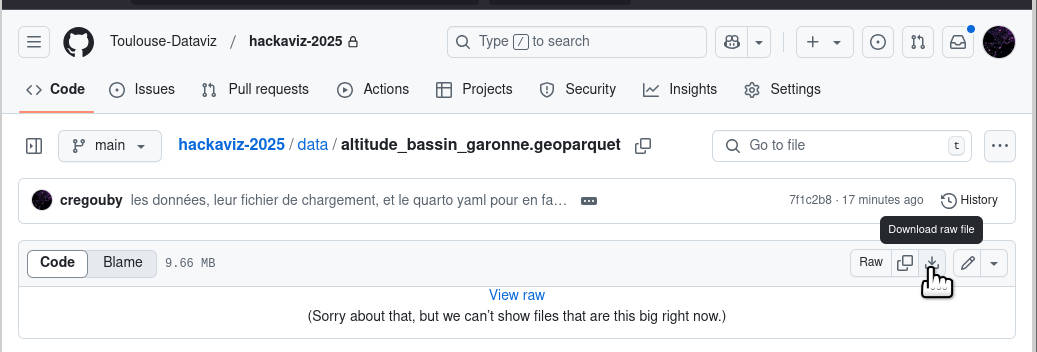 Toulouse-Dataviz / hackaviz-2025 Type / to search
Code Issues Pull requests Actions Projects Security Insights Settings
main hackaviz-2025 / data / altitude_bassin_garonne.geoparquet Go to file t
cregouby les données, leur fichier de chargement, et le quarto yaml pour en fa… 7f1c2b8 · 17 minutes ago History
Download raw file
Code Blame 9.66 MB Raw
View raw
(Sorry about that, but we can’t show files that are this big right now.)